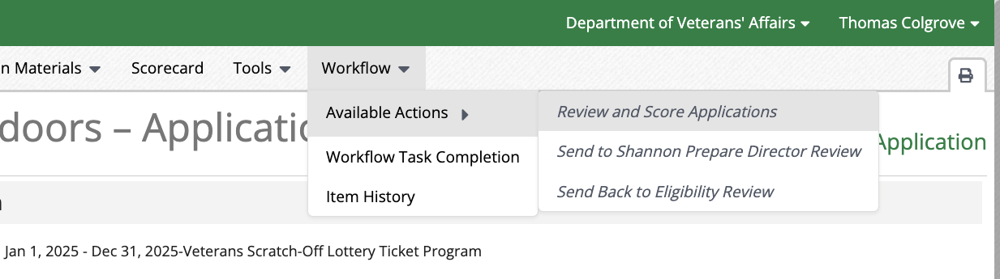 Department of Veterans' Affairs Thomas Colgrove
n Materials Scorecard Tools Workflow
Available Actions Review and Score Applications
doors – Applicatio
Application
Send to Shannon Prepare Director Review
Workflow Task Completion
Send Back to Eligibility Review
Item History
Jan 1, 2025 - Dec 31, 2025-Veterans Scratch-Off Lottery Ticket Program